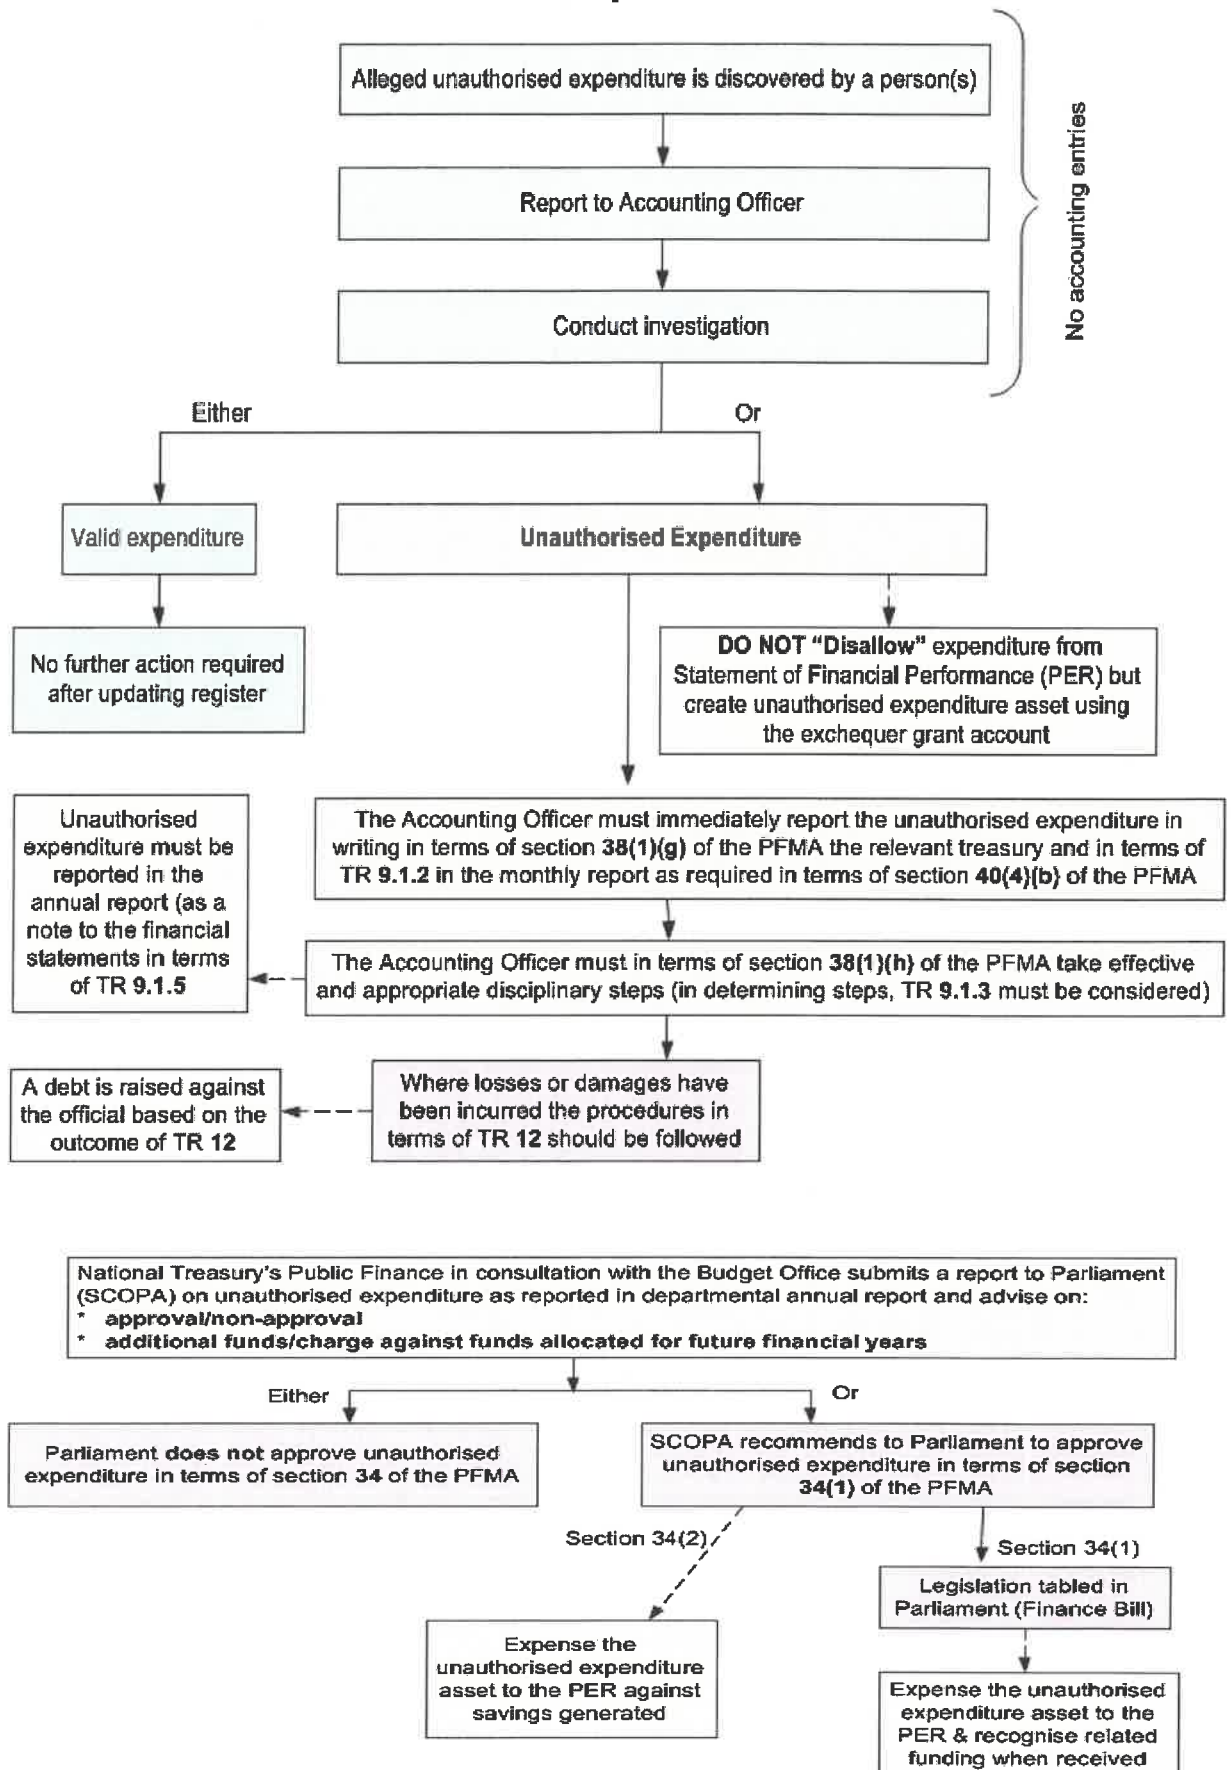 Alleged unauthorised expenditure is discovered by a person(s)
Report to Accounting Officer
Conduct investigation
No accounting entries
Either
Or
Valid expenditure
Unauthorised Expenditure
No further action required
after updating register
DO NOT "Disallow" expenditure from
Statement of Financial Performance (PER) but
create unauthorised expenditure asset using
the exchequer grant account
Unauthorised
expenditure must be
reported in the
annual report (as a
note to the financial
statements in terms
of TR 9.1.5
The Accounting Officer must immediately report the unauthorised expenditure in
writing in terms of section 38(1)(g) of the PFMA the relevant treasury and in terms of
TR 9.1.2 in the monthly report as required in terms of section 40(4)(b) of the PFMA
The Accounting Officer must in terms of section 38(1)(h) of the PFMA take effective
and appropriate disciplinary steps (in determining steps, TR 9.1.3 must be considered)
A debt is raised against
the official based on the
outcome of TR 12
Where losses or damages have
been incurred the procedures in
terms of TR 12 should be followed
National Treasury's Public Finance in consultation with the Budget Office submits a report to Parliament
(SCOPA) on unauthorised expenditure as reported in departmental annual report and advise on:
* approval/non-approval
* additional funds/charge against funds allocated for future financial years
Either
Or
Parliament does not approve unauthorised
expenditure in terms of section 34 of the PFMA
SCOPA recommends to Parliament to approve
unauthorised expenditure in terms of section
34(1) of the PFMA
Section 34(2)
Section 34(1)
Legislation tabled in
Parliament (Finance Bill)
Expense the
unauthorised expenditure
asset to the PER against
savings generated
Expense the unauthorised
expenditure asset to the
PER & recognise related
funding when received